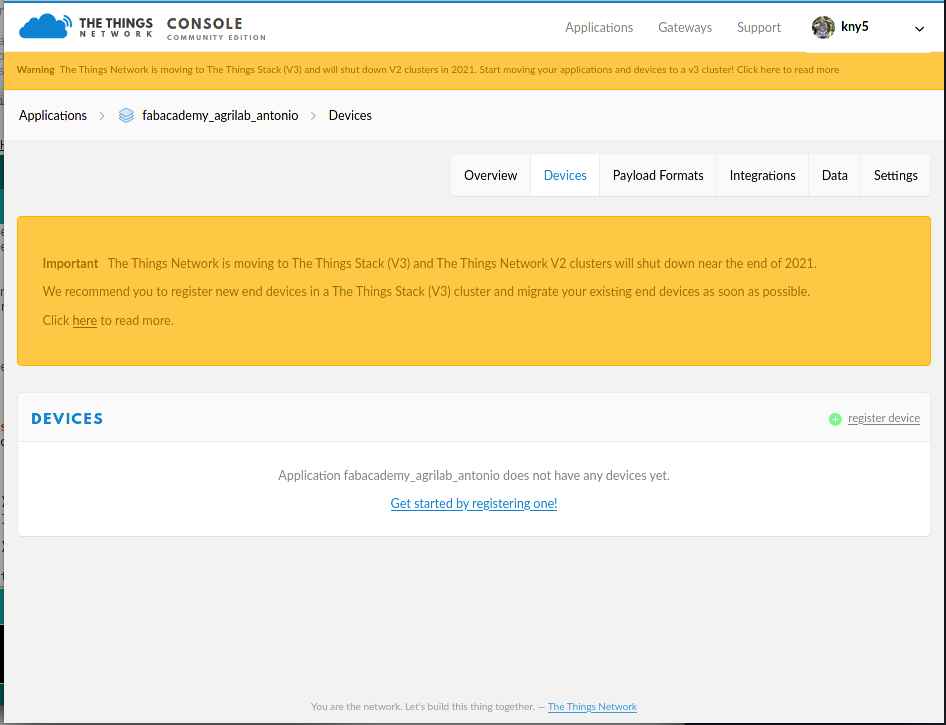 THE THINGS
NETWORK
CONSOLE
COMMUNITY EDITION
Applications
Gateways
Support
kny5
Warning The Things Network is moving to The Things Stack (V3) and will shut down V2 clusters in 2021. Start moving your applications and devices to a v3 cluster! Click here to read more
Applications
fabacademy_agrilab_antonio
Devices
Overview
Devices
Payload Formats
Integrations
Data
Settings
Important The Things Network is moving to The Things Stack (V3) and The Things Network V2 clusters will shut down near the end of 2021.
We recommend you to register new end devices in a The Things Stack (V3) cluster and migrate your existing end devices as soon as possible.
Click here to read more.
DEVICES
register device
Application fabacademy_agrilab_antonio does not have any devices yet.
Get started by registering one!
You are the network. Let's build this thing together. — The Things Network